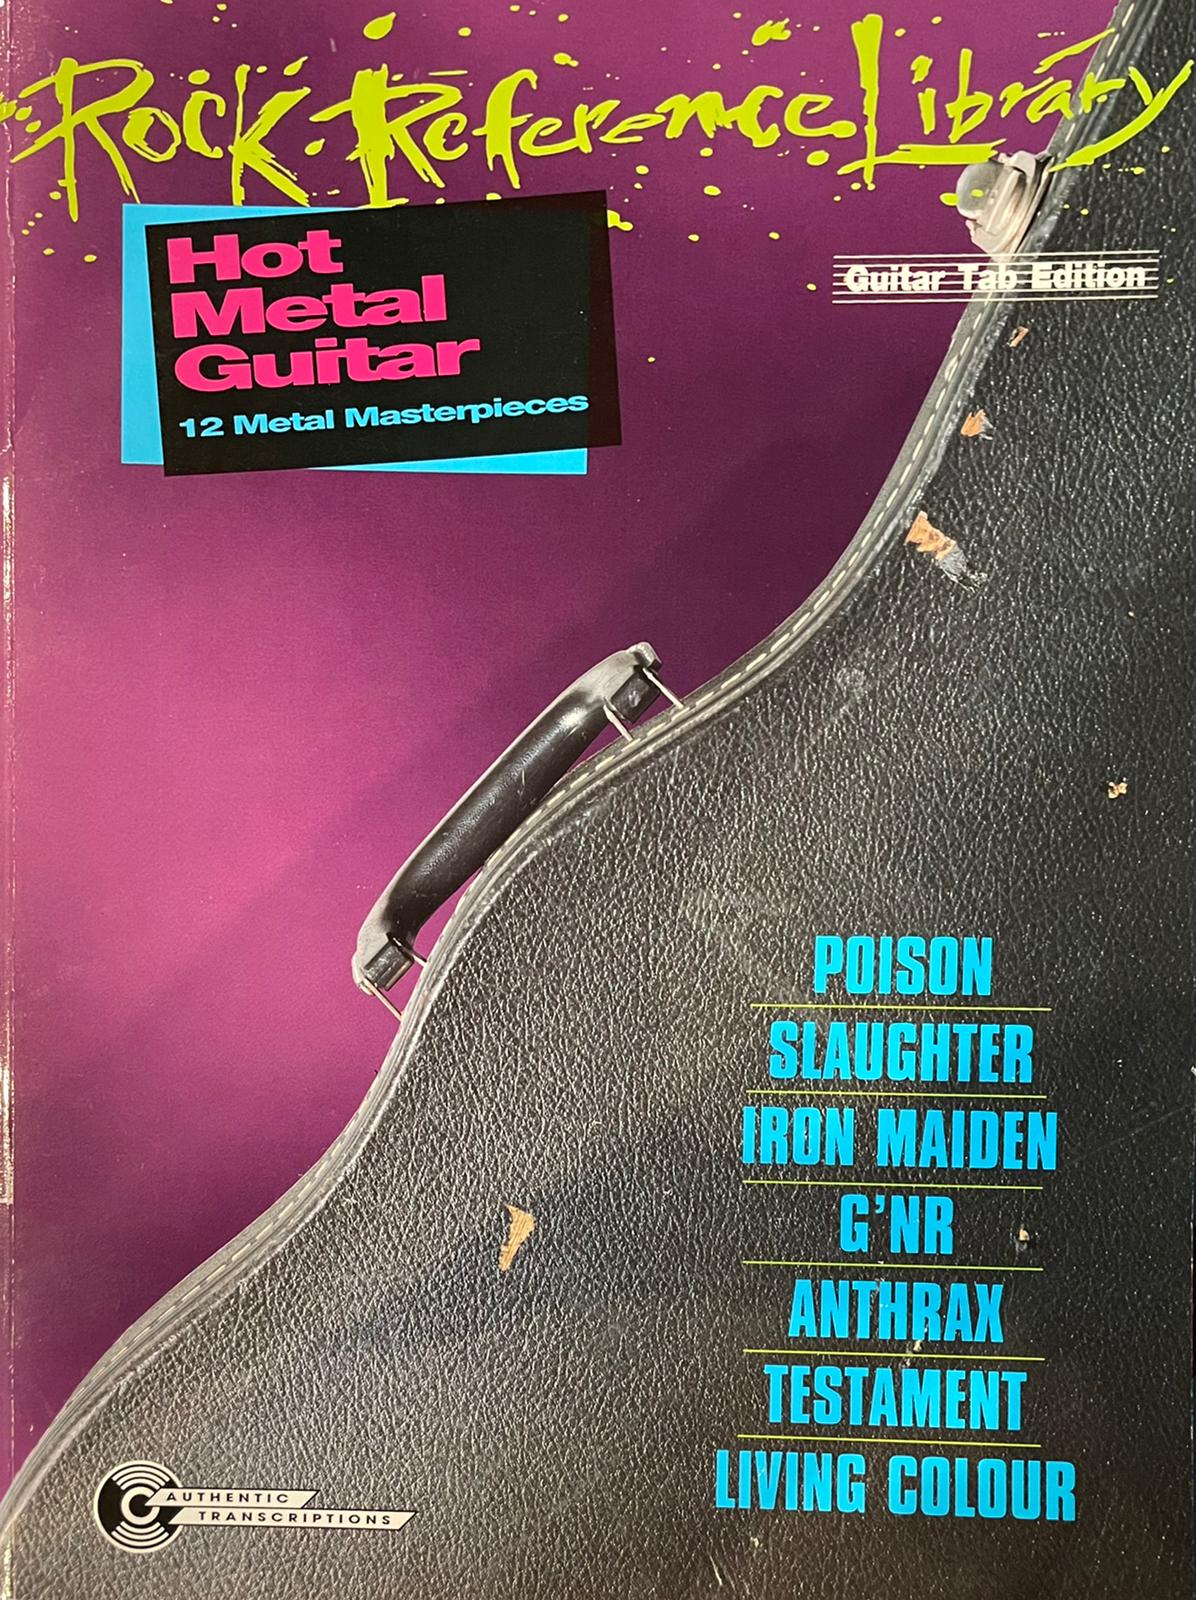 Rock Reference Library
Hot
Metal
Guitar
12 Metal Masterpieces
Guitar Tab Edition
POISON
SLAUGHTER
IRON MAIDEN
G'NR
ANTHRAX
TESTAMENT
LIVING COLOUR
AUTHENTIC
TRANSCRIPTIONS